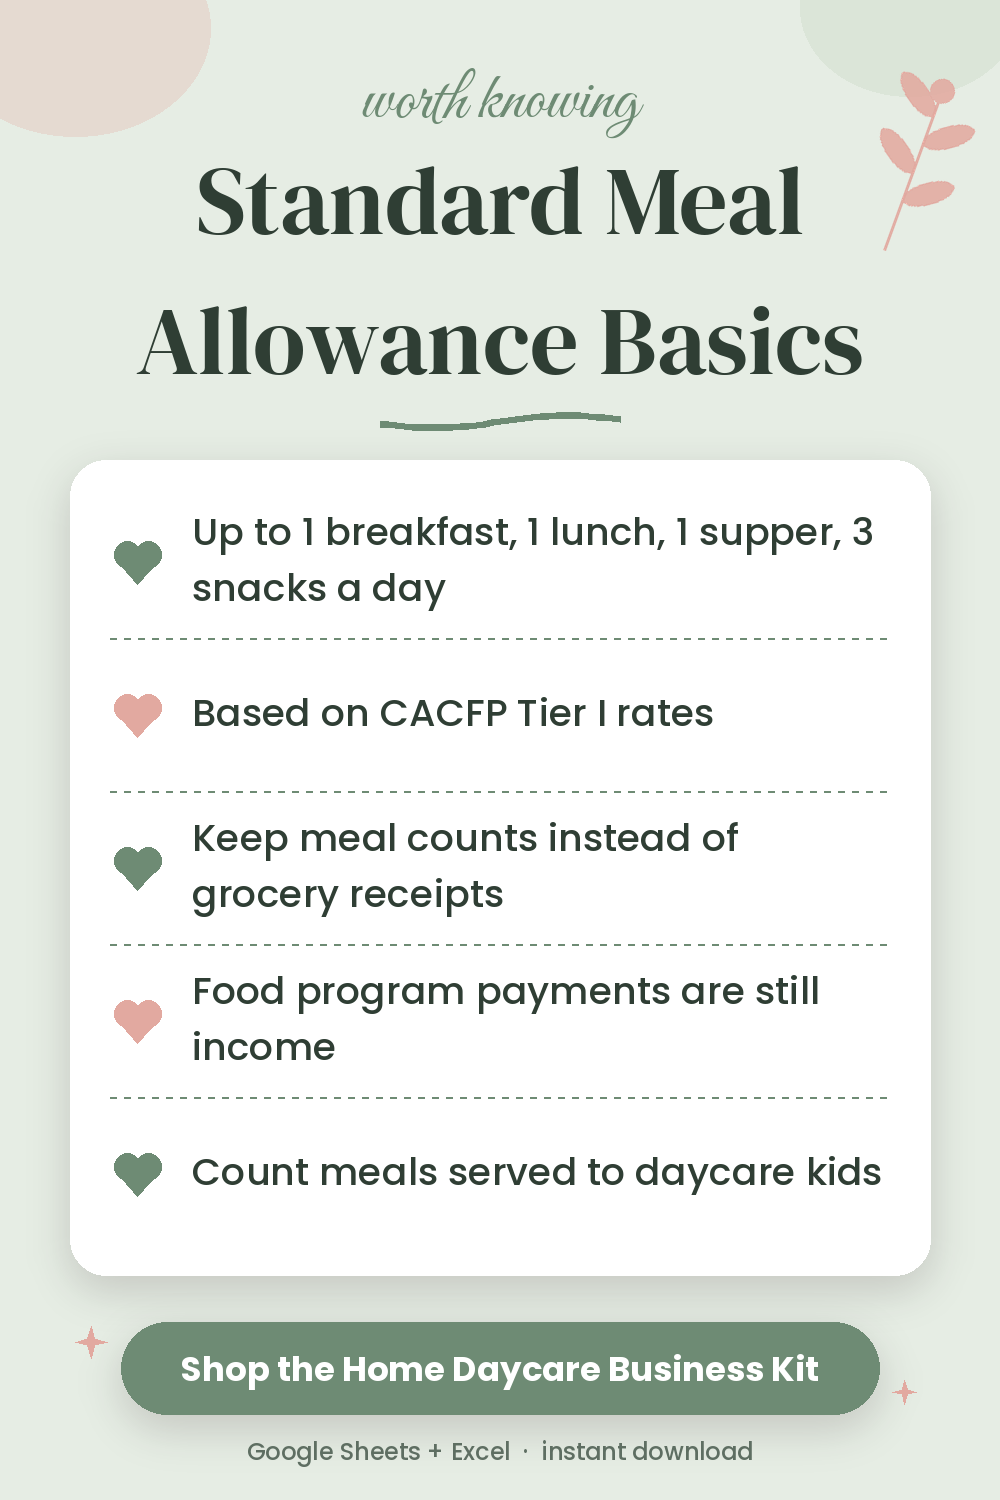 worth knowing
Standard Meal
Allowance Basics
Up to 1 breakfast, 1 lunch, 1 supper, 3
snacks a day
Based on CACFP Tier I rates
Keep meal counts instead of
grocery receipts
Food program payments are still
income
Count meals served to daycare kids
Shop the Home Daycare Business Kit
Google Sheets + Excel · instant download